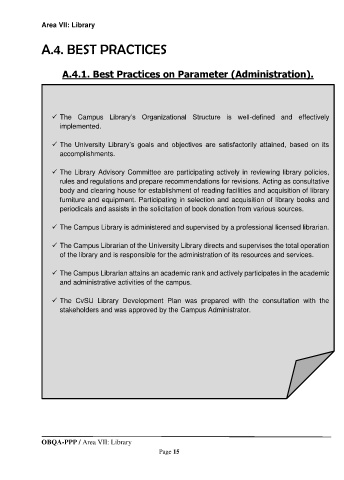 Area VII: Library
A.4. BEST PRACTICES
A.4.1. Best Practices on Parameter (Administration).
✓ The Campus Library's Organizational Structure is well-defined and effectively
implemented.
✓ The University Library's goals and objectives are satisfactorily attained, based on its
accomplishments.
✓ The Library Advisory Committee are participating actively in reviewing library policies,
rules and regulations and prepare recommendations for revisions. Acting as consultative
body and clearing house for establishment of reading facilities and acquisition of library
furniture and equipment. Participating in selection and acquisition of library books and
periodicals and assists in the solicitation of book donation from various sources.
✓ The Campus Library is administered and supervised by a professional licensed librarian.
✓ The Campus Librarian of the University Library directs and supervises the total operation
of the library and is responsible for the administration of its resources and services.
✓ The Campus Librarian attains an academic rank and actively participates in the academic
and administrative activities of the campus.
✓ The CvSU Library Development Plan was prepared with the consultation with the
stakeholders and was approved by the Campus Administrator.
OBQA-PPP / Area VII: Library
Page 15